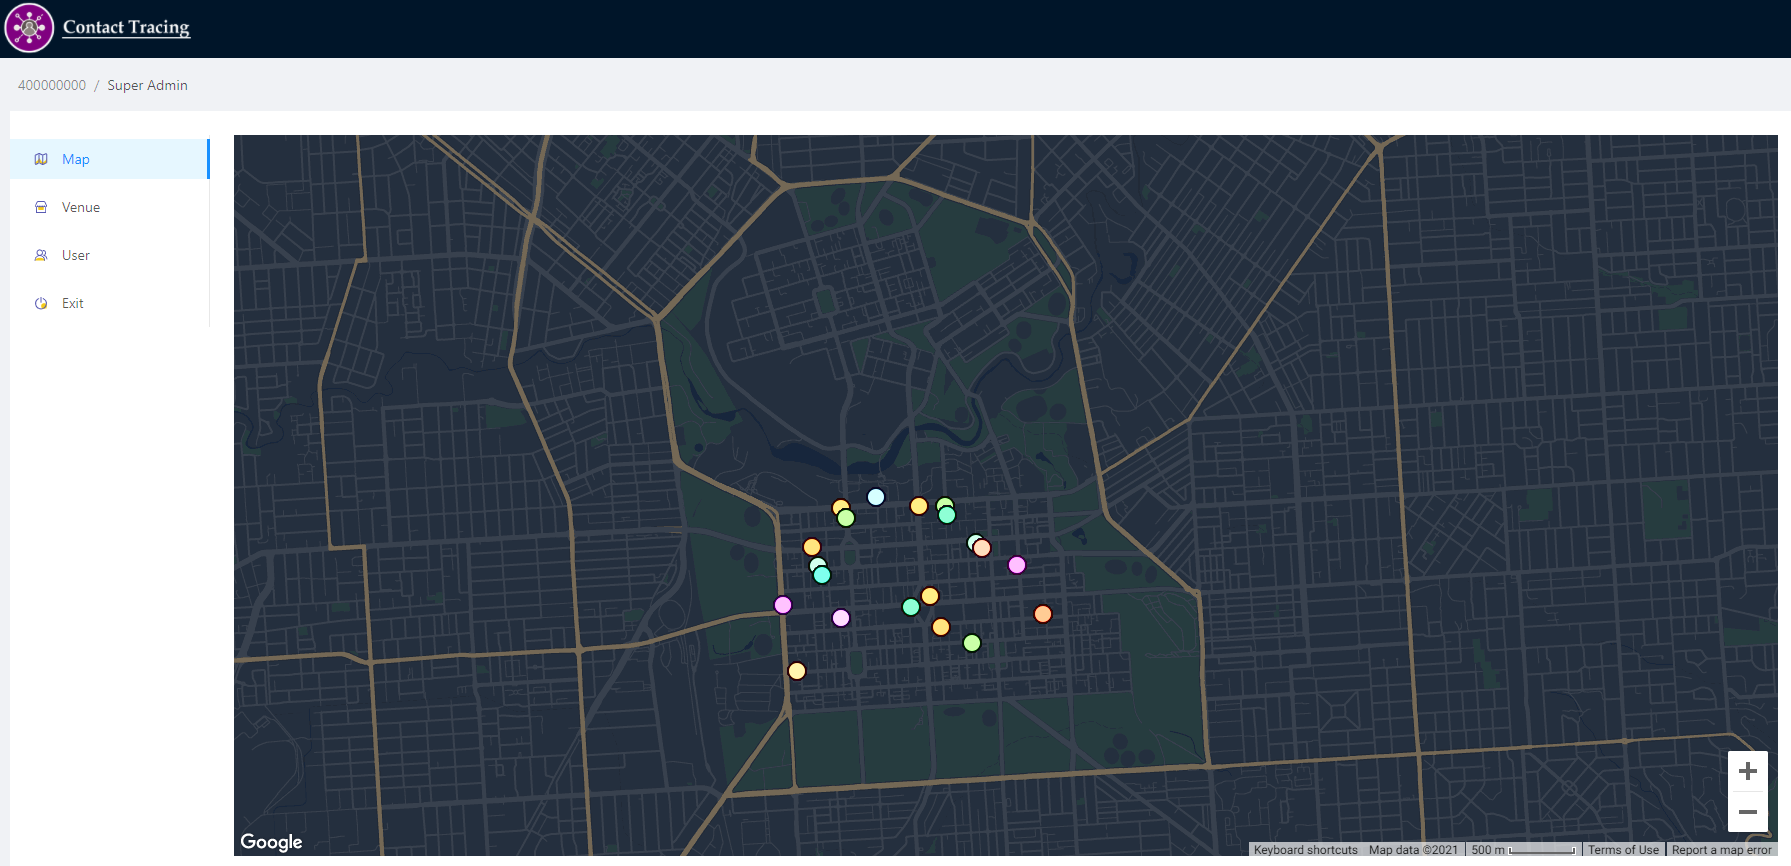 Contact Tracing
400000000 / Super Admin
Map
Venue
User
Exit
Google
Keyboard shortcuts Map data ©2021 500 m Terms of Use Report a map error